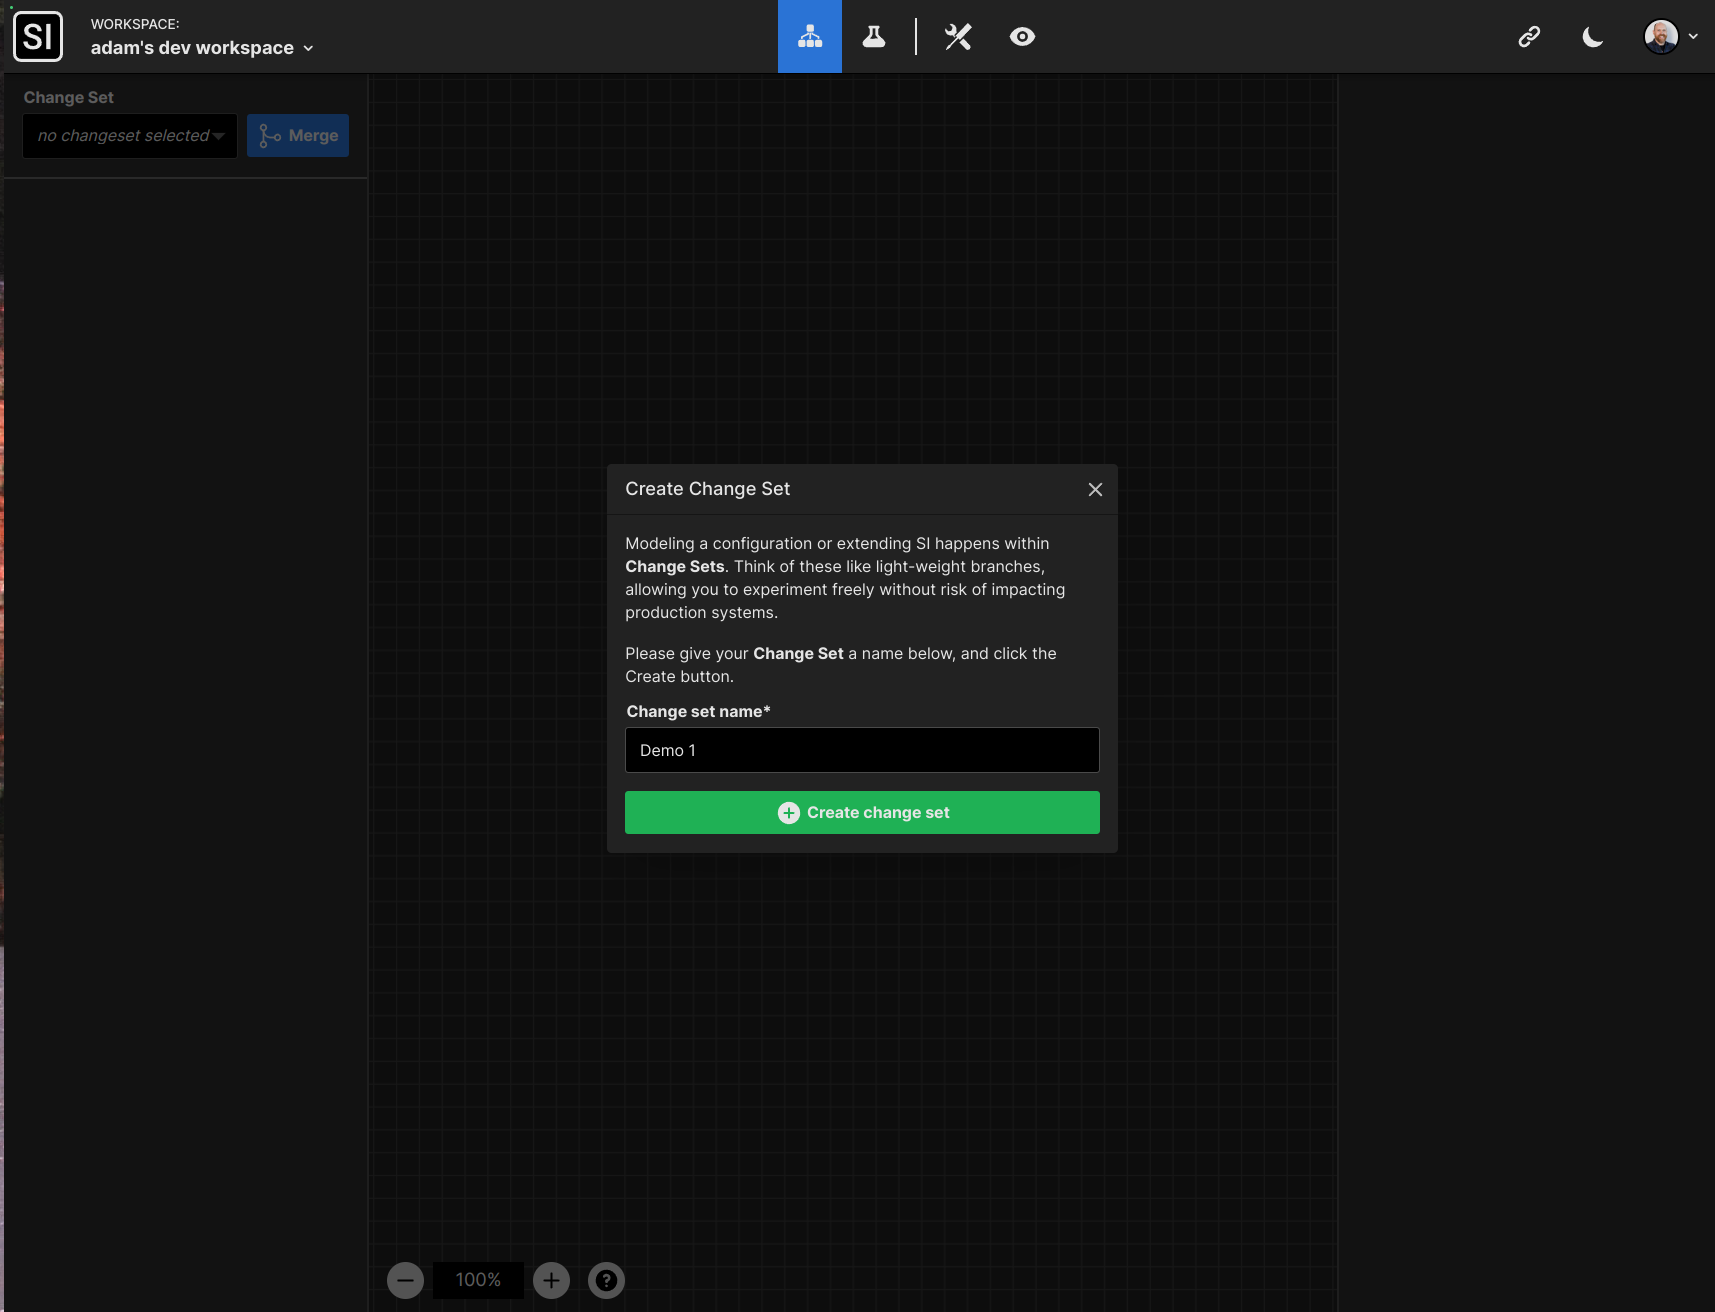 SI
WORKSPACE:
adam's dev workspace
Change Set
no changeset selected
Merge
Create Change Set
Modeling a configuration or extending SI happens within
Change Sets. Think of these like light-weight branches,
allowing you to experiment freely without risk of impacting
production systems.
Please give your Change Set a name below, and click the
Create button.
Change set name*
Demo 1
Create change set
100%
?